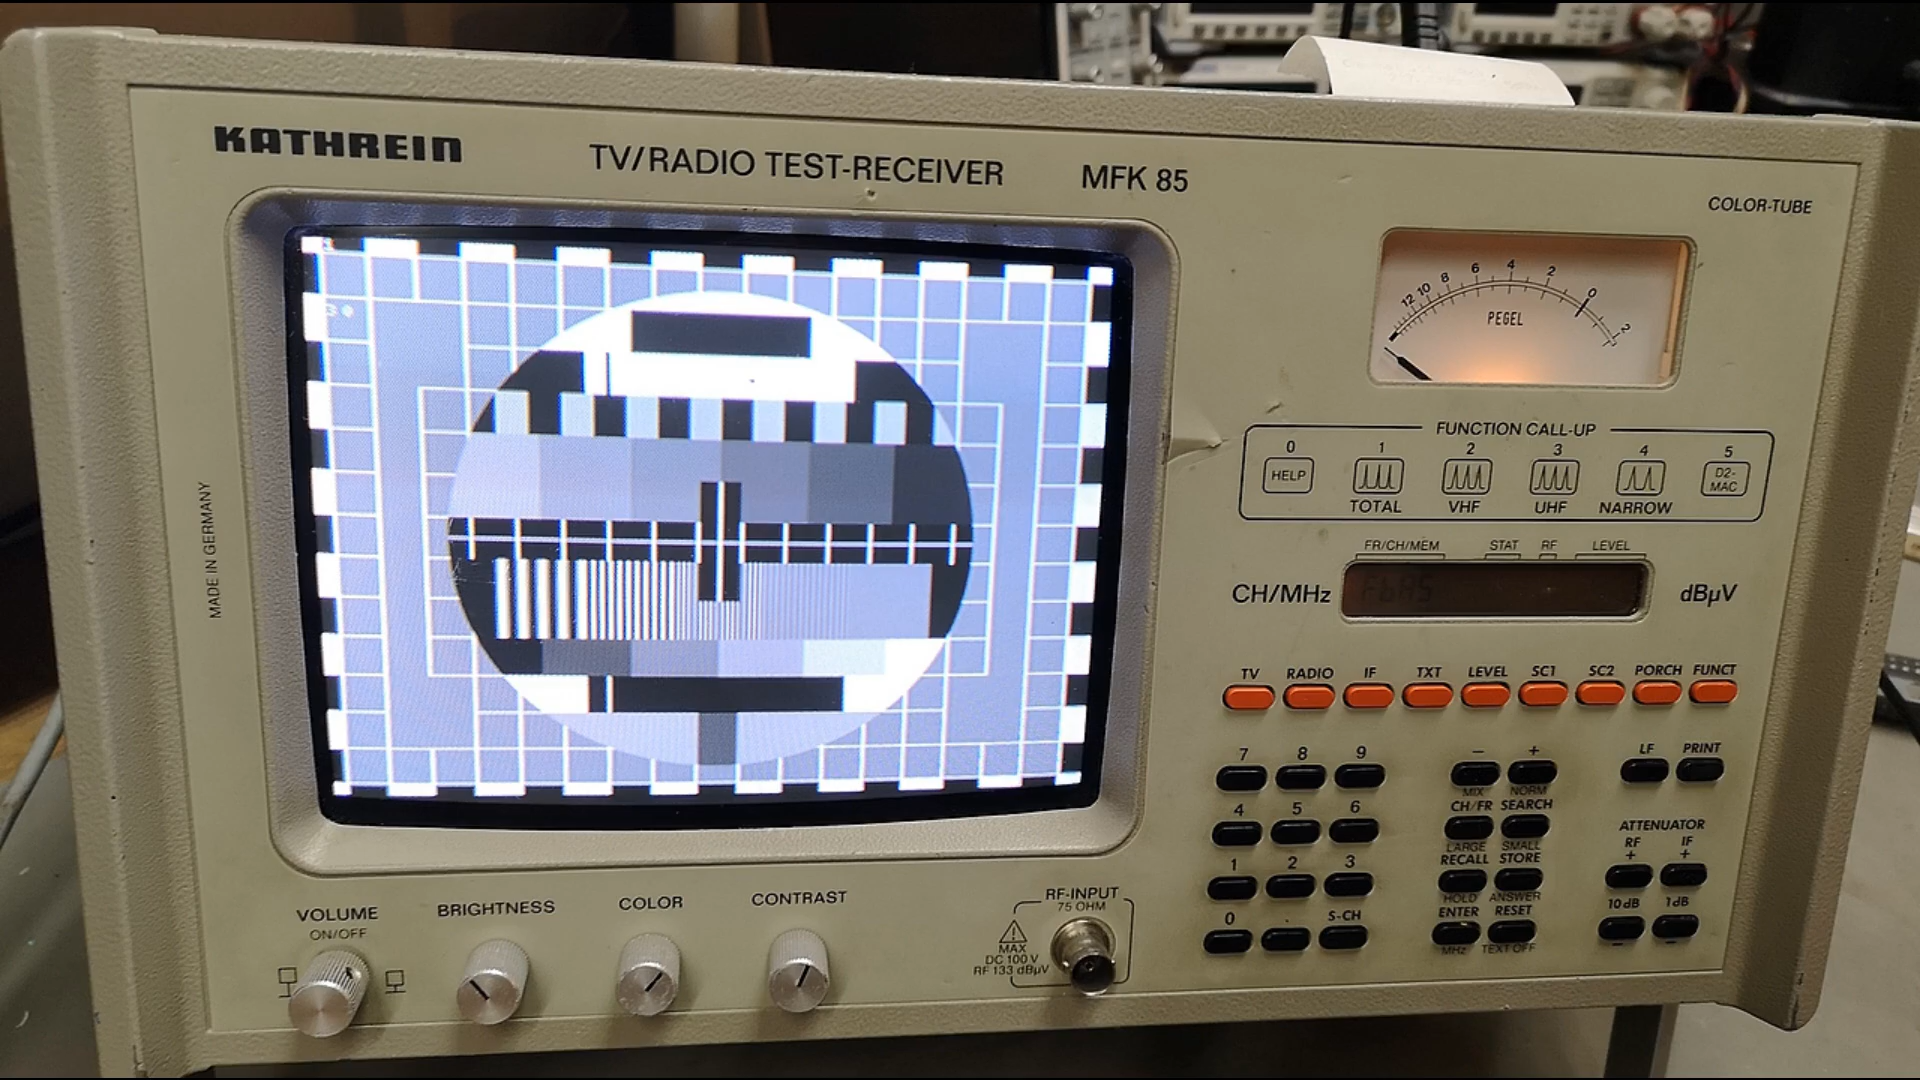 KATHREIN
TV/RADIO TEST-RECEIVER MFK 85
COLOR-TUBE
MADE IN GERMANY
12 10 8 6 4 2 0 2
PEGEL
FUNCTION CALL-UP
0 1 2 3 4 5
HELP D2-MAC
TOTAL VHF UHF NARROW
FR/CH/MEM STAT RF LEVEL
CH/MHz FbAS dBµV
TV RADIO IF TXT LEVEL SC1 SC2 PORCH FUNCT
7 8 9 − + LF PRINT
MIX NORM
4 5 6 CH/FR SEARCH ATTENUATOR
LARGE SMALL RF IF
1 2 3 RECALL STORE + +
HOLD ANSWER
0 . S-CH ENTER RESET 10 dB 1 dB
MHz TEXT OFF − −
VOLUME BRIGHTNESS COLOR CONTRAST
ON/OFF
RF-INPUT
75 OHM
MAX
DC 100 V
RF 133 dBµV